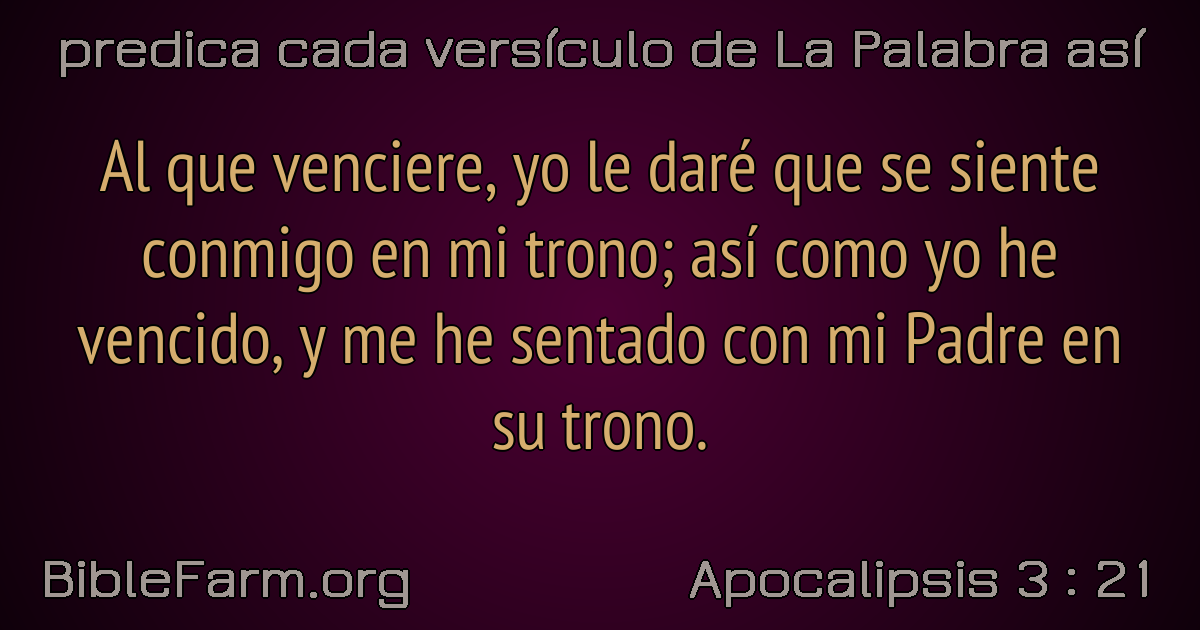 predica cada versículo de La Palabra así
Al que venciere, yo le daré que se siente
conmigo en mi trono; así como yo he
vencido, y me he sentado con mi Padre en
su trono.
BibleFarm.org
Apocalipsis 3 : 21